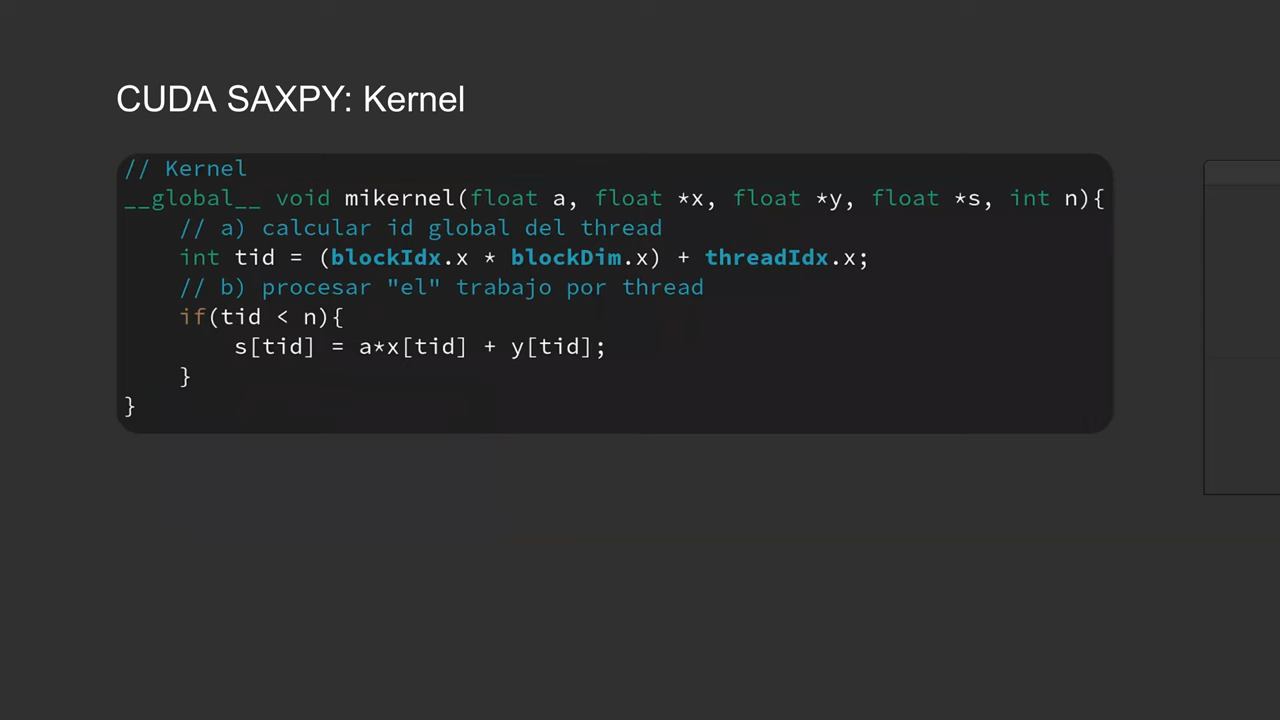 CUDA SAXPY: Kernel
// Kernel
__global__ void mikernel(float a, float *x, float *y, float *s, int n){
// a) calcular id global del thread
int tid = (blockIdx.x * blockDim.x) + threadIdx.x;
// b) procesar "el" trabajo por thread
if(tid < n){
s[tid] = a*x[tid] + y[tid];
}
}